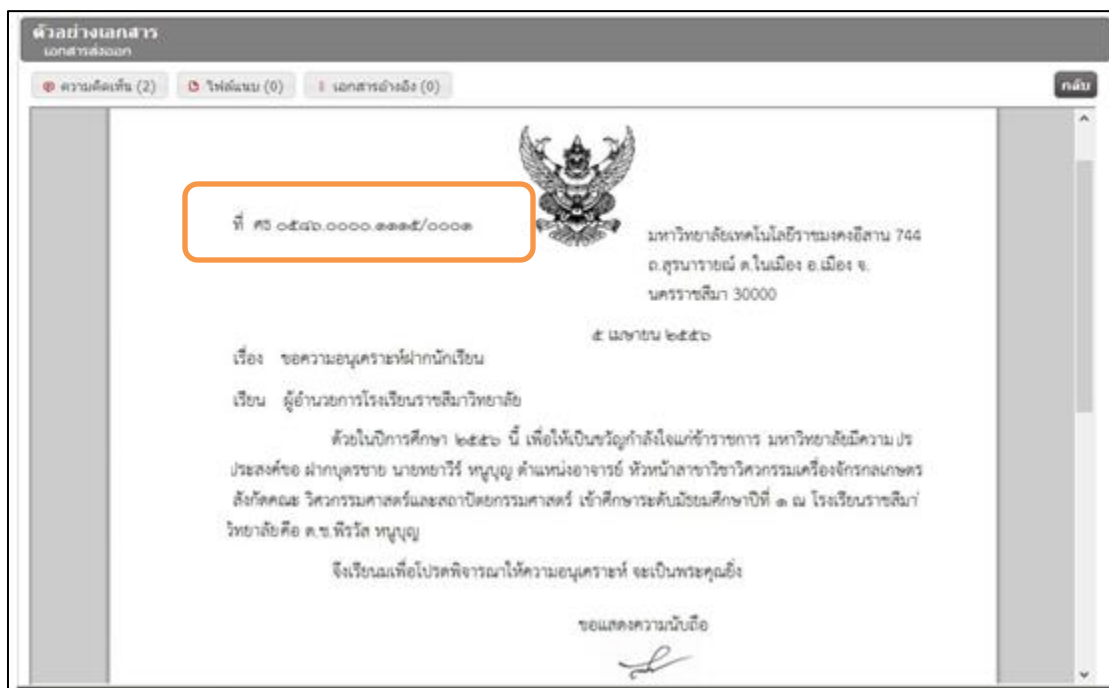 ตัวอย่างเอกสาร
เอกสารส่งออก
ความคิดเห็น (2) ไฟล์แนบ (0) เอกสารอ้างอิง (0) กลับ
ที่ ศธ ๐๕๔๖.๐๐๐๐.๑๑๑๕/๐๐๐๑
มหาวิทยาลัยเทคโนโลยีราชมงคลอีสาน 744
ถ.สุรนารายณ์ ต.ในเมือง อ.เมือง จ.
นครราชสีมา 30000
๕ เมษายน ๒๕๕๖
เรื่อง ขอความอนุเคราะห์ฝากนักเรียน
เรียน ผู้อำนวยการโรงเรียนราชสีมาวิทยาลัย
ด้วยในปีการศึกษา ๒๕๕๖ นี้ เพื่อให้เป็นขวัญกำลังใจแก่ข้าราชการ มหาวิทยาลัยมีความ ปร
ประสงค์ขอ ฝากบุตรชาย นายทยาวีร์ หนูบุญ ตำแหน่งอาจารย์ หัวหน้าสาขาวิชาวิศวกรรมเครื่องจักรกลเกษตร
สังกัดคณะ วิศวกรรมศาสตร์และสถาปัตยกรรมศาสตร์ เข้าศึกษาระดับมัธยมศึกษาปีที่ ๑ ณ โรงเรียนราชสีมา
วิทยาลัยคือ ด.ช.พีรวัส หนูบุญ
จึงเรียนมเพื่อโปรดพิจารณาให้ความอนุเคราะห์ จะเป็นพระคุณยิ่ง
ขอแสดงความนับถือ